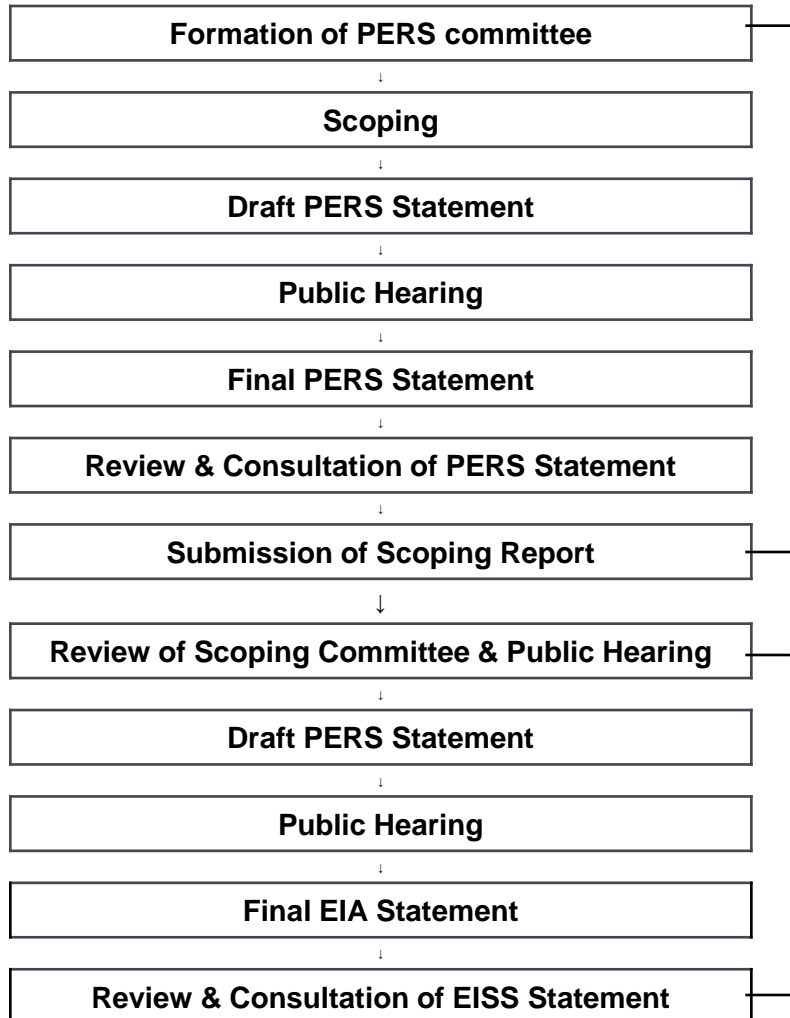 Formation of PERS committee
↓
Scoping
↓
Draft PERS Statement
↓
Public Hearing
↓
Final PERS Statement
↓
Review & Consultation of PERS Statement
↓
Submission of Scoping Report
↓
Review of Scoping Committee & Public Hearing
↓
Draft PERS Statement
↓
Public Hearing
↓
Final EIA Statement
↓
Review & Consultation of EISS Statement